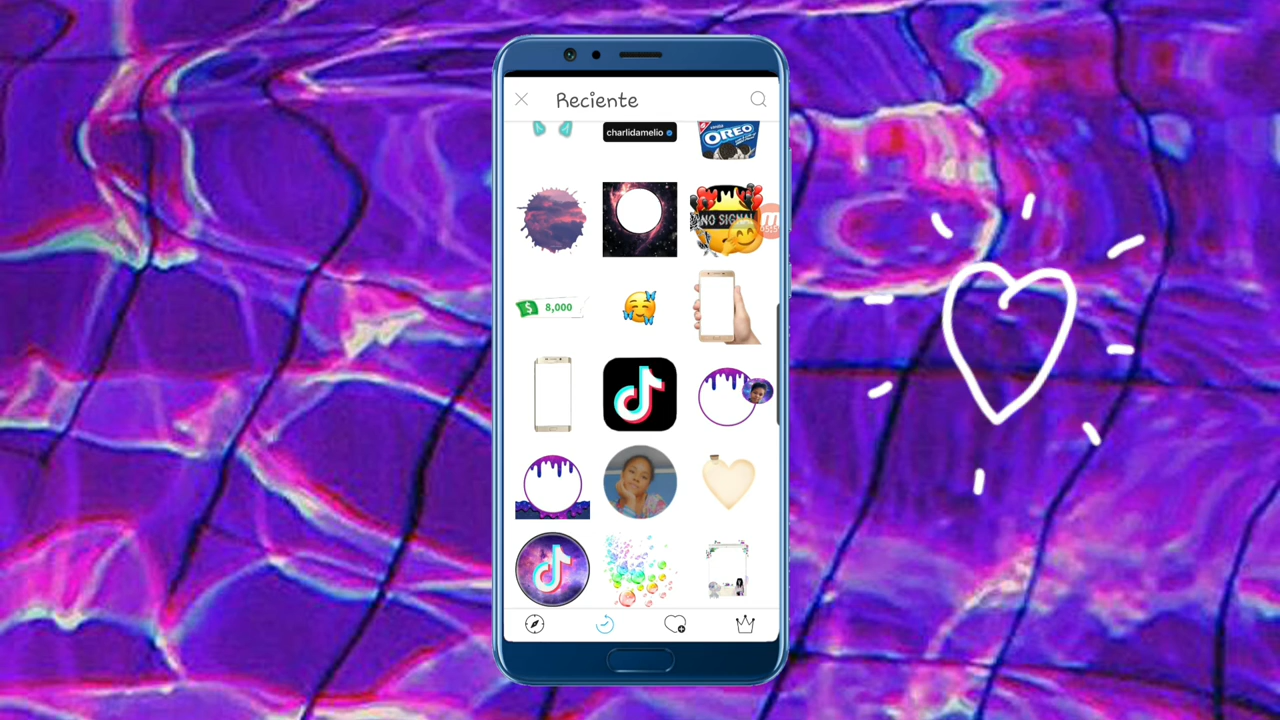 Reciente
charlidamelio
OREO
NO SIGNAL
$ 8,000